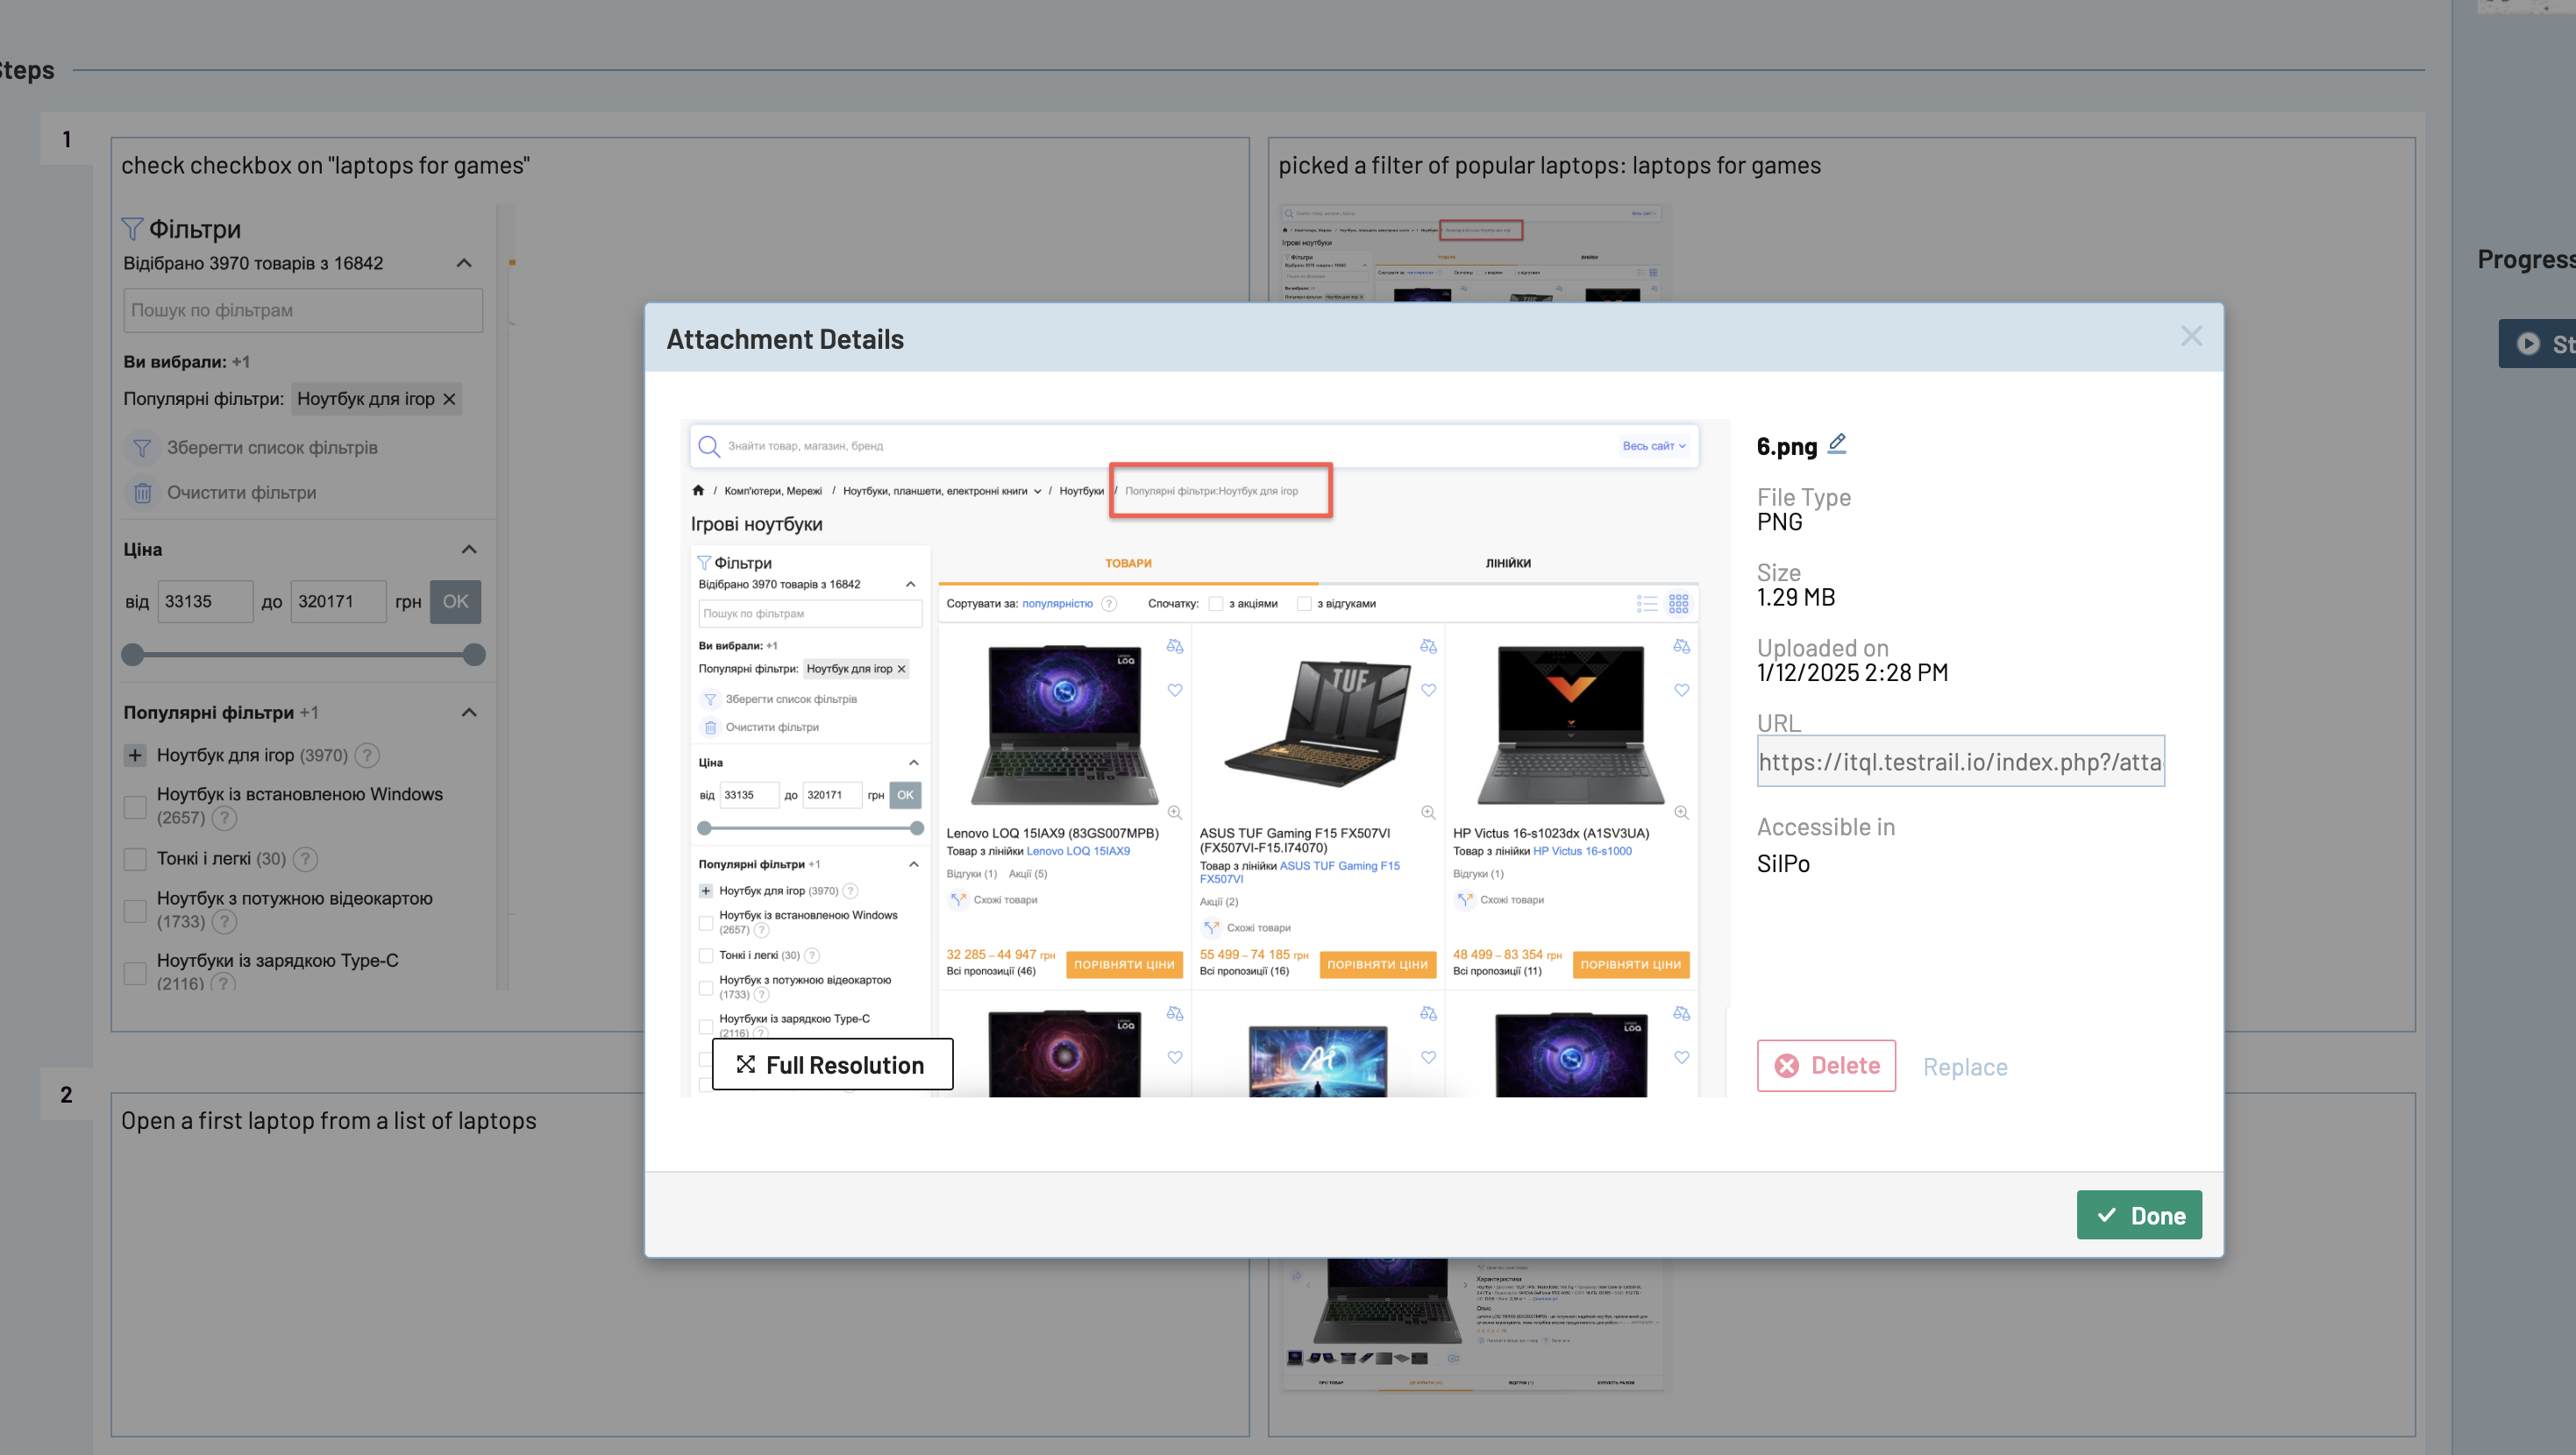 Steps
1
check checkbox on "laptops for games"
Фільтри
Відібрано 3970 товарів з 16842
Пошук по фільтрам
Ви вибрали: +1
Популярні фільтри: Ноутбук для ігор ×
Зберегти список фільтрів
Очистити фільтри
Ціна
від 33135 до 320171 грн OK
Популярні фільтри +1
+ Ноутбук для ігор (3970) ?
Ноутбук із встановленою Windows
(2657) ?
Тонкі і легкі (30) ?
Ноутбук з потужною відеокартою
(1733) ?
Ноутбуки із зарядкою Type-C
(2116) ?
picked a filter of popular laptops: laptops for games
Ігрові ноутбуки
Фільтри
Progress
St
Attachment Details
Знайти товар, магазин, бренд
Весь сайт
/ Комп'ютери, Мережі / Ноутбуки, планшети, електронні книги / Ноутбуки / Популярні фільтри:Ноутбук для ігор
Ігрові ноутбуки
Фільтри
Відібрано 3970 товарів з 16842
Пошук по фільтрам
Ви вибрали: +1
Популярні фільтри: Ноутбук для ігор ×
Зберегти список фільтрів
Очистити фільтри
Ціна
від 33135 до 320171 грн OK
Популярні фільтри +1
+ Ноутбук для ігор (3970) ?
Ноутбук із встановленою Windows
(2657) ?
Тонкі і легкі (30) ?
Ноутбук з потужною відеокартою
(1733) ?
Ноутбуки із зарядкою Type-C
(2116) ?
Full Resolution
ТОВАРИ
ЛІНІЙКИ
Сортувати за: популярністю ? Спочатку: з акціями з відгуками
LOQ
Lenovo LOQ 15IAX9 (83GS007MPB)
Товар з лінійки Lenovo LOQ 15IAX9
Відгуки (1) Акції (5)
Схожі товари
32 285 – 44 947 грн
Всі пропозиції (46)
ПОРІВНЯТИ ЦІНИ
TUF
ASUS TUF Gaming F15 FX507VI
(FX507VI-F15.I74070)
Товар з лінійки ASUS TUF Gaming F15
FX507VI
Акції (2)
Схожі товари
55 499 – 74 185 грн
Всі пропозиції (16)
ПОРІВНЯТИ ЦІНИ
HP Victus 16-s1023dx (A1SV3UA)
Товар з лінійки HP Victus 16-s1000
Відгуки (1)
Схожі товари
48 499 – 83 354 грн
Всі пропозиції (11)
ПОРІВНЯТИ ЦІНИ
LOQ
Ai
LOQ
6.png
File Type
PNG
Size
1.29 MB
Uploaded on
1/12/2025 2:28 PM
URL
https://itql.testrail.io/index.php?/atta
Accessible in
SilPo
Delete
Replace
Done
2
Open a first laptop from a list of laptops
Характеристики
Опис